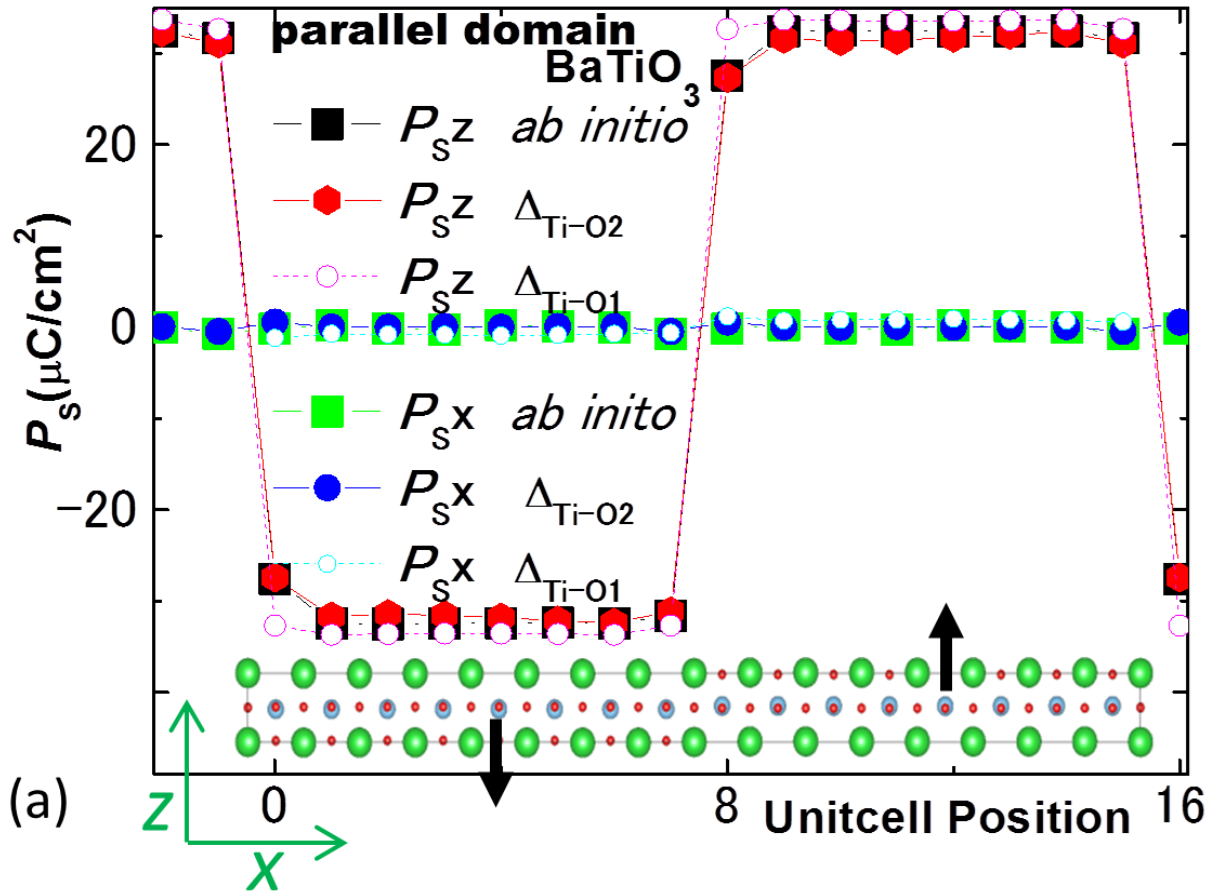 parallel domain
BaTiO3
Psz ab initio
Psz ΔTi-O2
Psz ΔTi-O1
Psx ab inito
Psx ΔTi-O2
Psx ΔTi-O1
20
0
-20
Ps(μC/cm²)
0
8
16
Unitcell Position
(a)
z
x